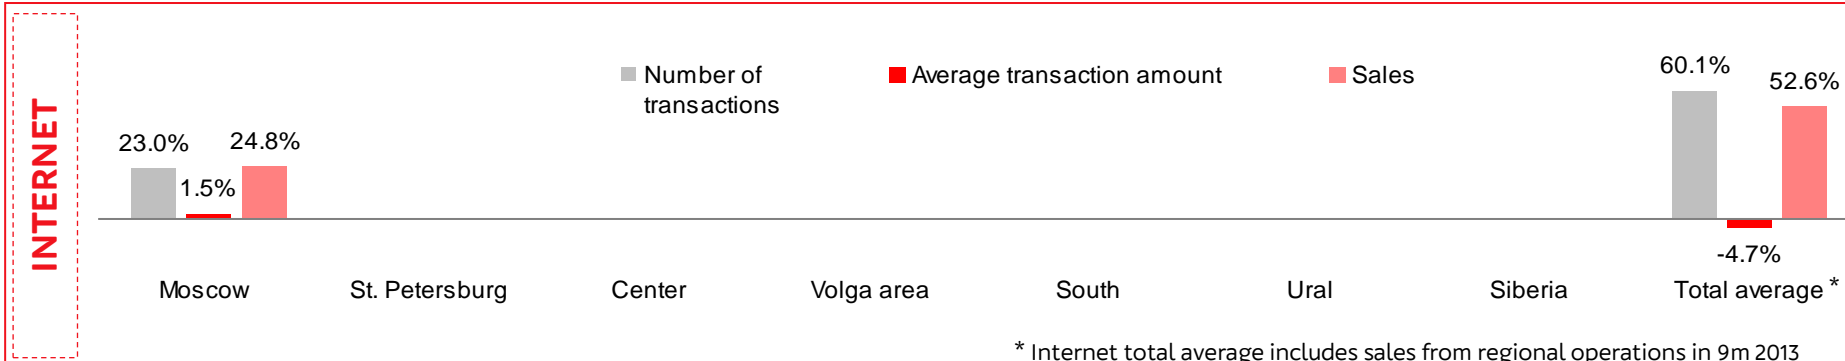 INTERNET
Number of
transactions
Average transaction amount
Sales
60.1%
52.6%
23.0%
24.8%
1.5%
-4.7%
Moscow St. Petersburg Center Volga area South Ural Siberia Total average *
* Internet total average includes sales from regional operations in 9m 2013